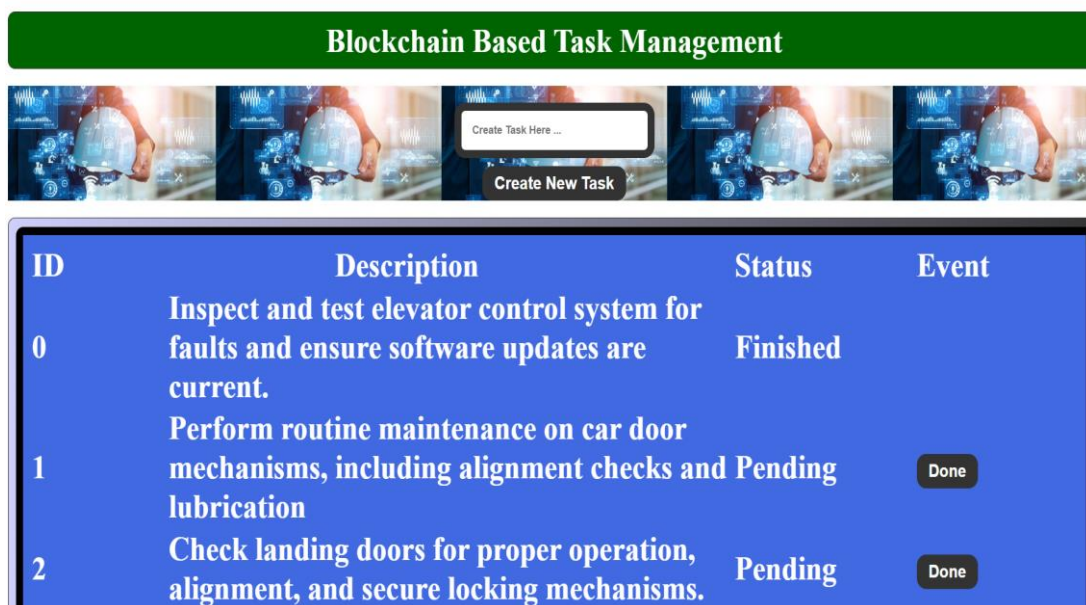 Blockchain Based Task Management
Create Task Here ...
Create New Task
ID Description Status Event
Inspect and test elevator control system for
0 faults and ensure software updates are Finished
current.
Perform routine maintenance on car door
1 mechanisms, including alignment checks and Pending Done
lubrication
Check landing doors for proper operation,
2 alignment, and secure locking mechanisms. Pending Done